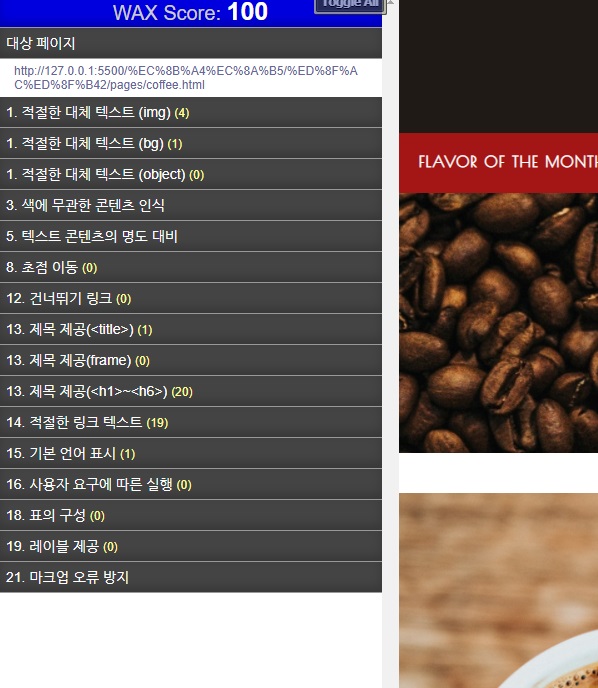 WAX Score: 100
Toggle All
대상 페이지
http://127.0.0.1:5500/%EC%8B%A4%EC%8A%B5/%ED%8F%A
C%ED%8F%B42/pages/coffee.html
1. 적절한 대체 텍스트 (img) (4)
1. 적절한 대체 텍스트 (bg) (1)
1. 적절한 대체 텍스트 (object) (0)
3. 색에 무관한 콘텐츠 인식
5. 텍스트 콘텐츠의 명도 대비
8. 초점 이동 (0)
12. 건너뛰기 링크 (0)
13. 제목 제공(<title>) (1)
13. 제목 제공(frame) (0)
13. 제목 제공(<h1>~<h6>) (20)
14. 적절한 링크 텍스트 (19)
15. 기본 언어 표시 (1)
16. 사용자 요구에 따른 실행 (0)
18. 표의 구성 (0)
19. 레이블 제공 (0)
21. 마크업 오류 방지
FLAVOR OF THE MONTH